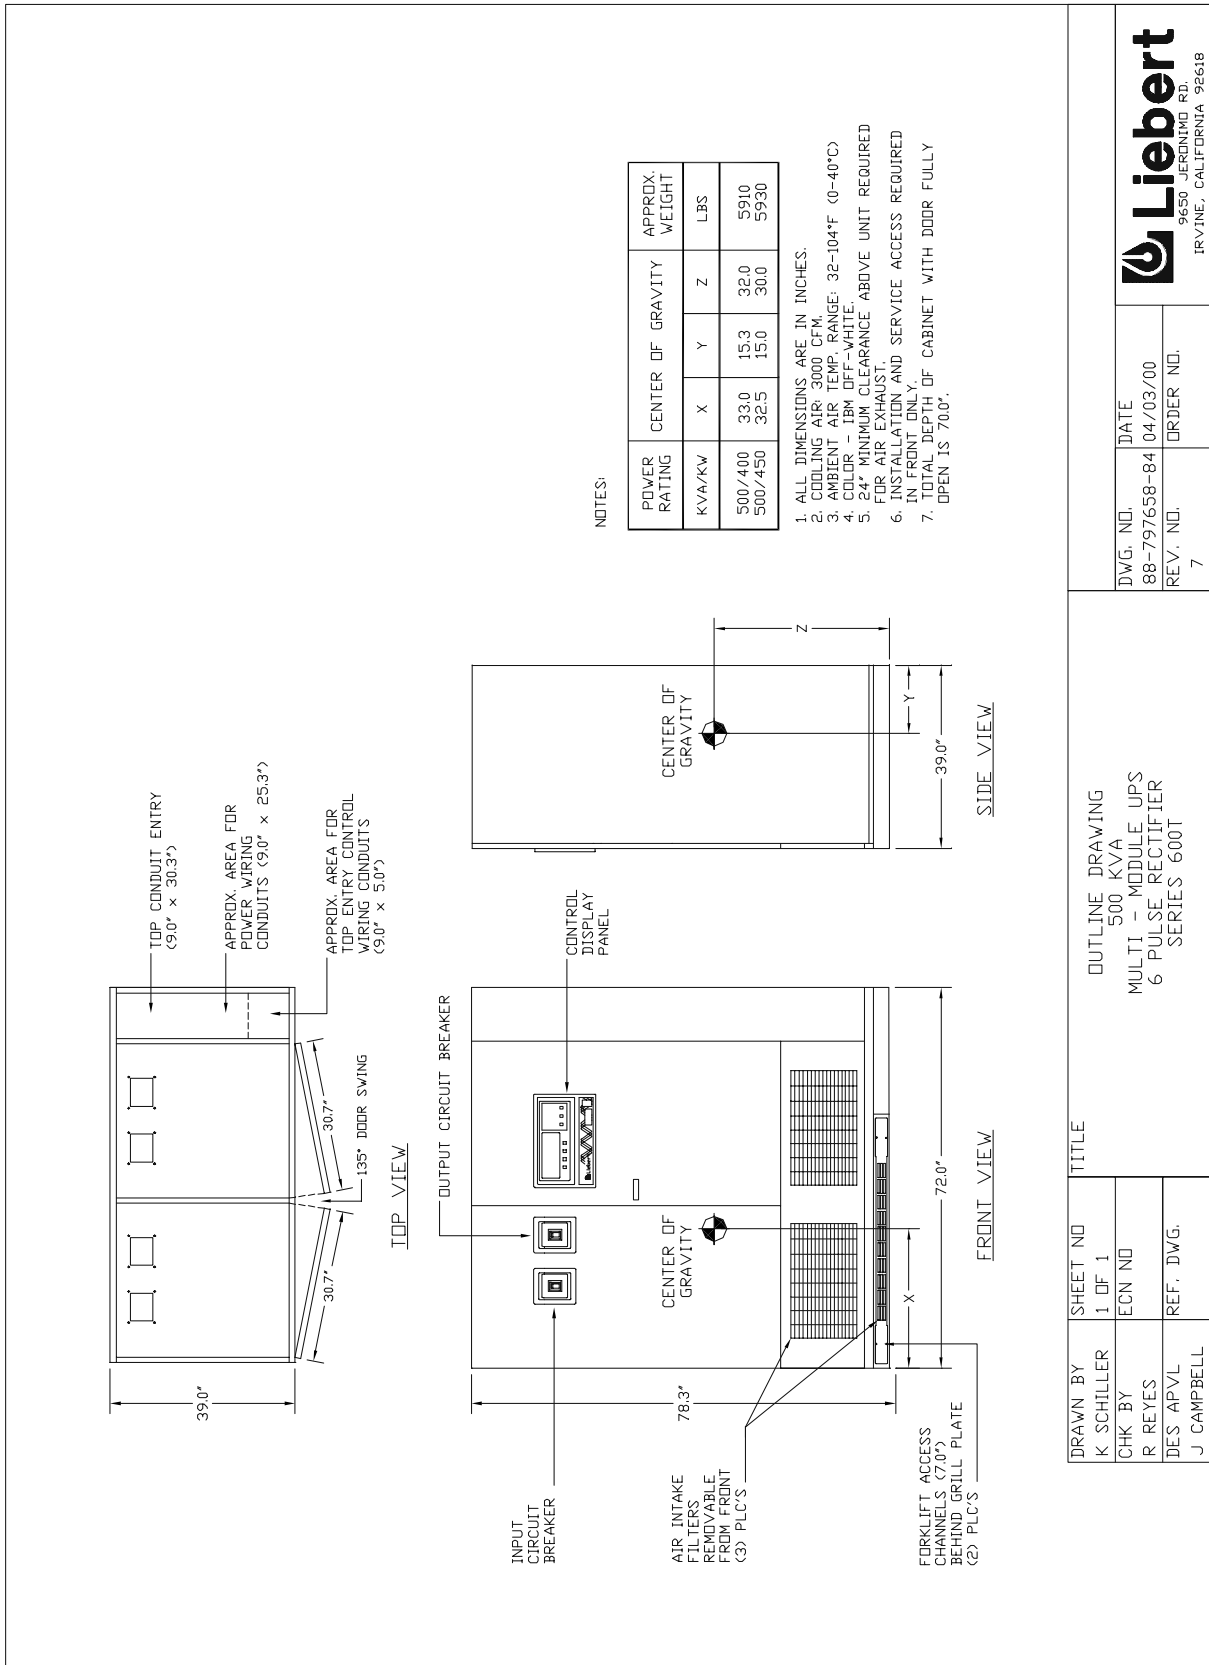 TOP CONDUIT ENTRY
(9.0" x 30.3")
APPROX. AREA FOR
POWER WIRING
CONDUITS (9.0" x 25.3")
APPROX. AREA FOR
TOP ENTRY CONTROL
WIRING CONDUITS
(9.0" x 5.0")
39.0"
30.7"
30.7"
135° DOOR SWING
TOP VIEW
OUTPUT CIRCUIT BREAKER
INPUT
CIRCUIT
BREAKER
CONTROL
DISPLAY
PANEL
CENTER OF
GRAVITY
78.3"
AIR INTAKE
FILTERS
REMOVABLE
FROM FRONT
(3) PLC'S
X
72.0"
FORKLIFT ACCESS
CHANNELS (7.0")
BEHIND GRILL PLATE
(2) PLC'S
FRONT VIEW
CENTER OF
GRAVITY
Z
Y
39.0"
SIDE VIEW
NOTES:
POWER
RATING
CENTER OF GRAVITY
APPROX.
WEIGHT
KVA/KW X Y Z LBS
500/400 33.0 15.3 32.0 5910
500/450 32.5 15.0 30.0 5930
1. ALL DIMENSIONS ARE IN INCHES.
2. COOLING AIR: 3000 CFM.
3. AMBIENT AIR TEMP. RANGE: 32-104°F (0-40°C)
4. COLOR - IBM OFF-WHITE.
5. 24" MINIMUM CLEARANCE ABOVE UNIT REQUIRED
FOR AIR EXHAUST.
6. INSTALLATION AND SERVICE ACCESS REQUIRED
IN FRONT ONLY.
7. TOTAL DEPTH OF CABINET WITH DOOR FULLY
OPEN IS 70.0".
DRAWN BY
K SCHILLER
CHK BY
R REYES
DES APVL
J CAMPBELL
SHEET NO
1 OF 1
ECN NO
REF. DWG.
TITLE
OUTLINE DRAWING
500 KVA
MULTI - MODULE UPS
6 PULSE RECTIFIER
SERIES 600T
DWG. NO.
88-797658-84
REV. NO.
7
DATE
04/03/00
ORDER NO.
Liebert
9650 JERONIMO RD.
IRVINE, CALIFORNIA 92618